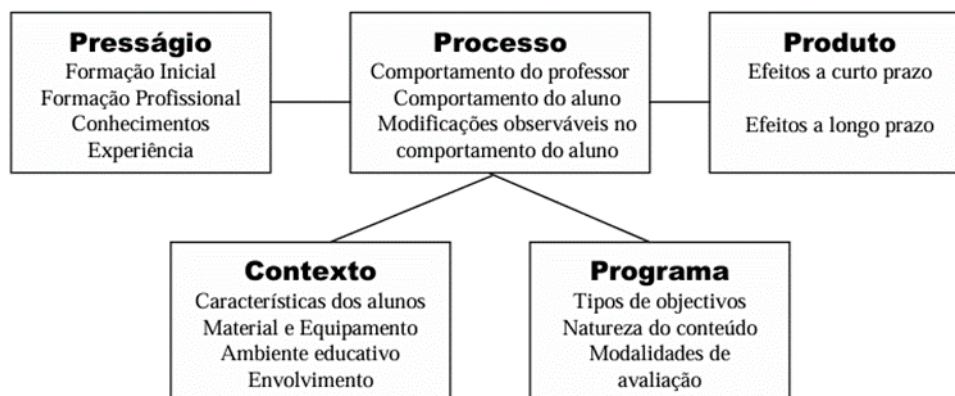 Presságio
Formação Inicial
Formação Profissional
Conhecimentos
Experiência
Processo
Comportamento do professor
Comportamento do aluno
Modificações observáveis no
comportamento do aluno
Produto
Efeitos a curto prazo
Efeitos a longo prazo
Contexto
Características dos alunos
Material e Equipamento
Ambiente educativo
Envolvimento
Programa
Tipos de objectivos
Natureza do conteúdo
Modalidades de
avaliação